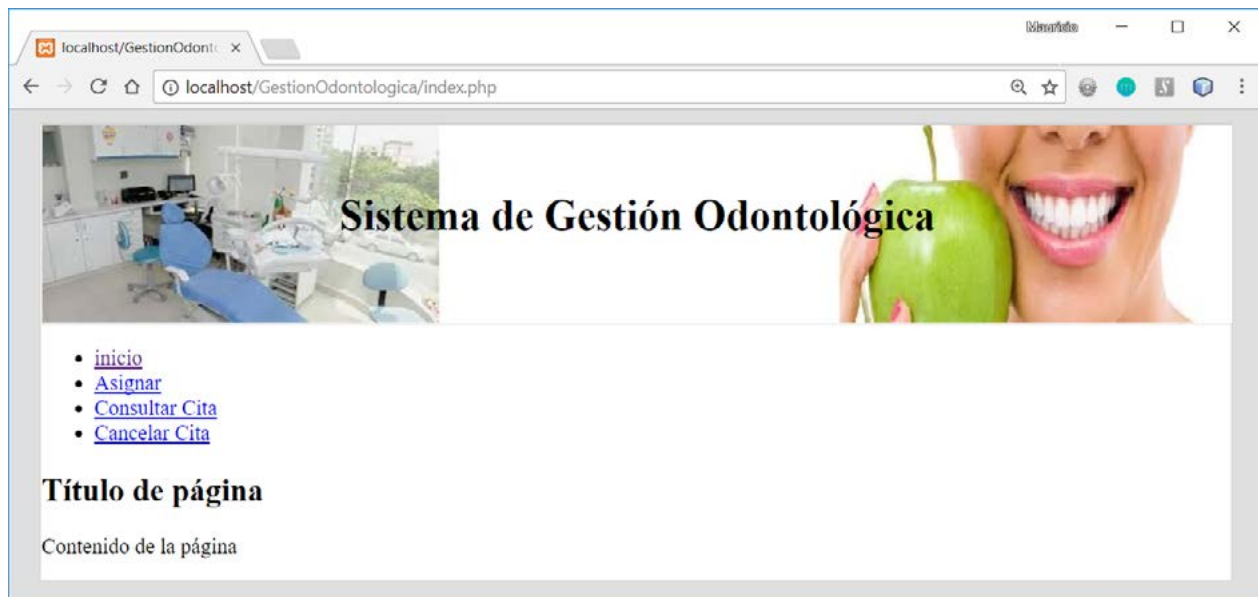 Mauricio
localhost/GestionOdont
localhost/GestionOdontologica/index.php
Sistema de Gestión Odontológica
inicio
Asignar
Consultar Cita
Cancelar Cita
Título de página
Contenido de la página